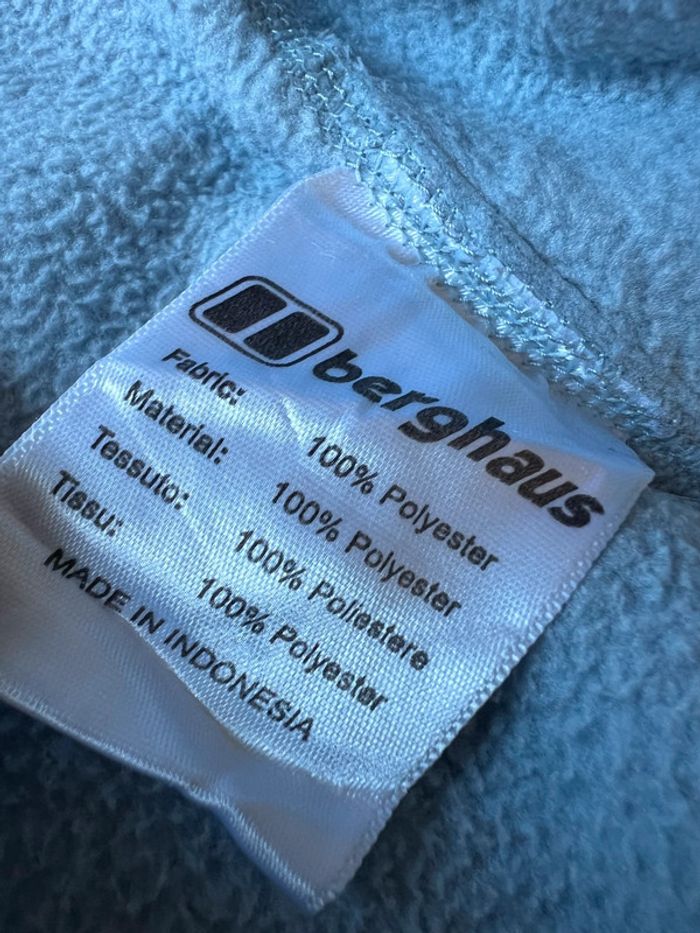 berghaus
Fabric: 100% Polyester
Material: 100% Polyester
Tessuto: 100% Poliestere
Tissu: 100% Polyester
MADE IN INDONESIA